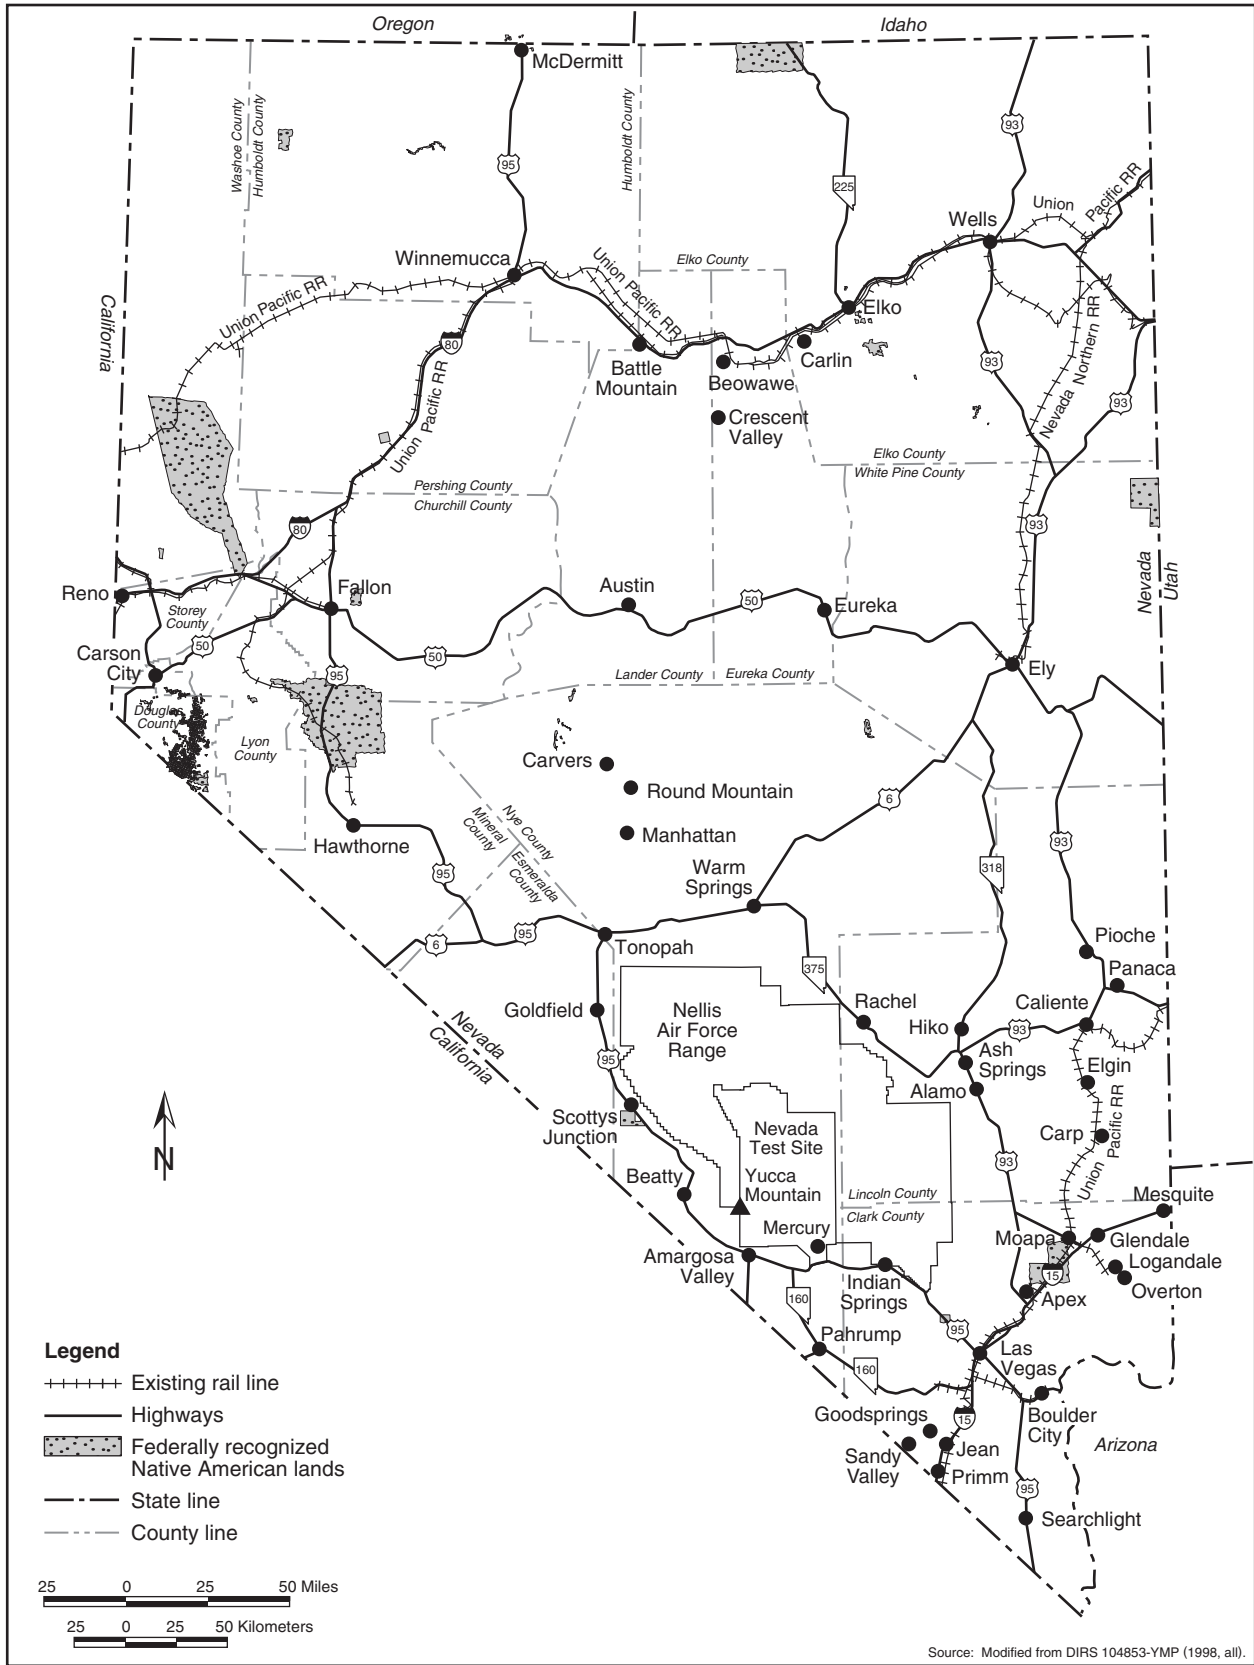 Oregon
Idaho
McDermitt
Washoe County
Humboldt County
Humboldt County
93
95
225
Union
Pacific RR
Wells
Winnemucca
Union Pacific RR
Elko County
Union Pacific RR
California
Elko
80
Battle
Mountain
Beowawe
Carlin
93
Nevada Northern RR
93
Union Pacific RR
Crescent
Valley
Elko County
White Pine County
Pershing County
Churchill County
80
93
Nevada
Utah
Reno
Fallon
Austin
50
Eureka
Storey
County
50
50
Carson
City
95
Lander County
Eureka County
Ely
Douglas
County
Lyon
County
Carvers
Round Mountain
6
Nye County
Mineral
County
Esmeralda
County
Manhattan
Hawthorne
93
Warm
Springs
318
95
6
95
Tonopah
Pioche
Panaca
375
Nellis
Air Force
Range
Rachel
Caliente
Goldfield
Hiko
93
Nevada
California
95
Ash
Springs
Elgin
Alamo
N
Scottys
Junction
Nevada
Test Site
Carp
Union Pacific RR
93
Beatty
Yucca
Mountain
Lincoln County
Clark County
Mesquite
Mercury
Moapa
Glendale
Logandale
Amargosa
Valley
Indian
Springs
15
Apex
Overton
160
95
Pahrump
Las
Vegas
160
Goodsprings
15
Boulder
City
Arizona
Sandy
Valley
Jean
Primm
95
Searchlight
Legend
Existing rail line
Highways
Federally recognized
Native American lands
State line
County line
25 0 25 50 Miles
25 0 25 50 Kilometers
Source: Modified from DIRS 104853-YMP (1998, all).